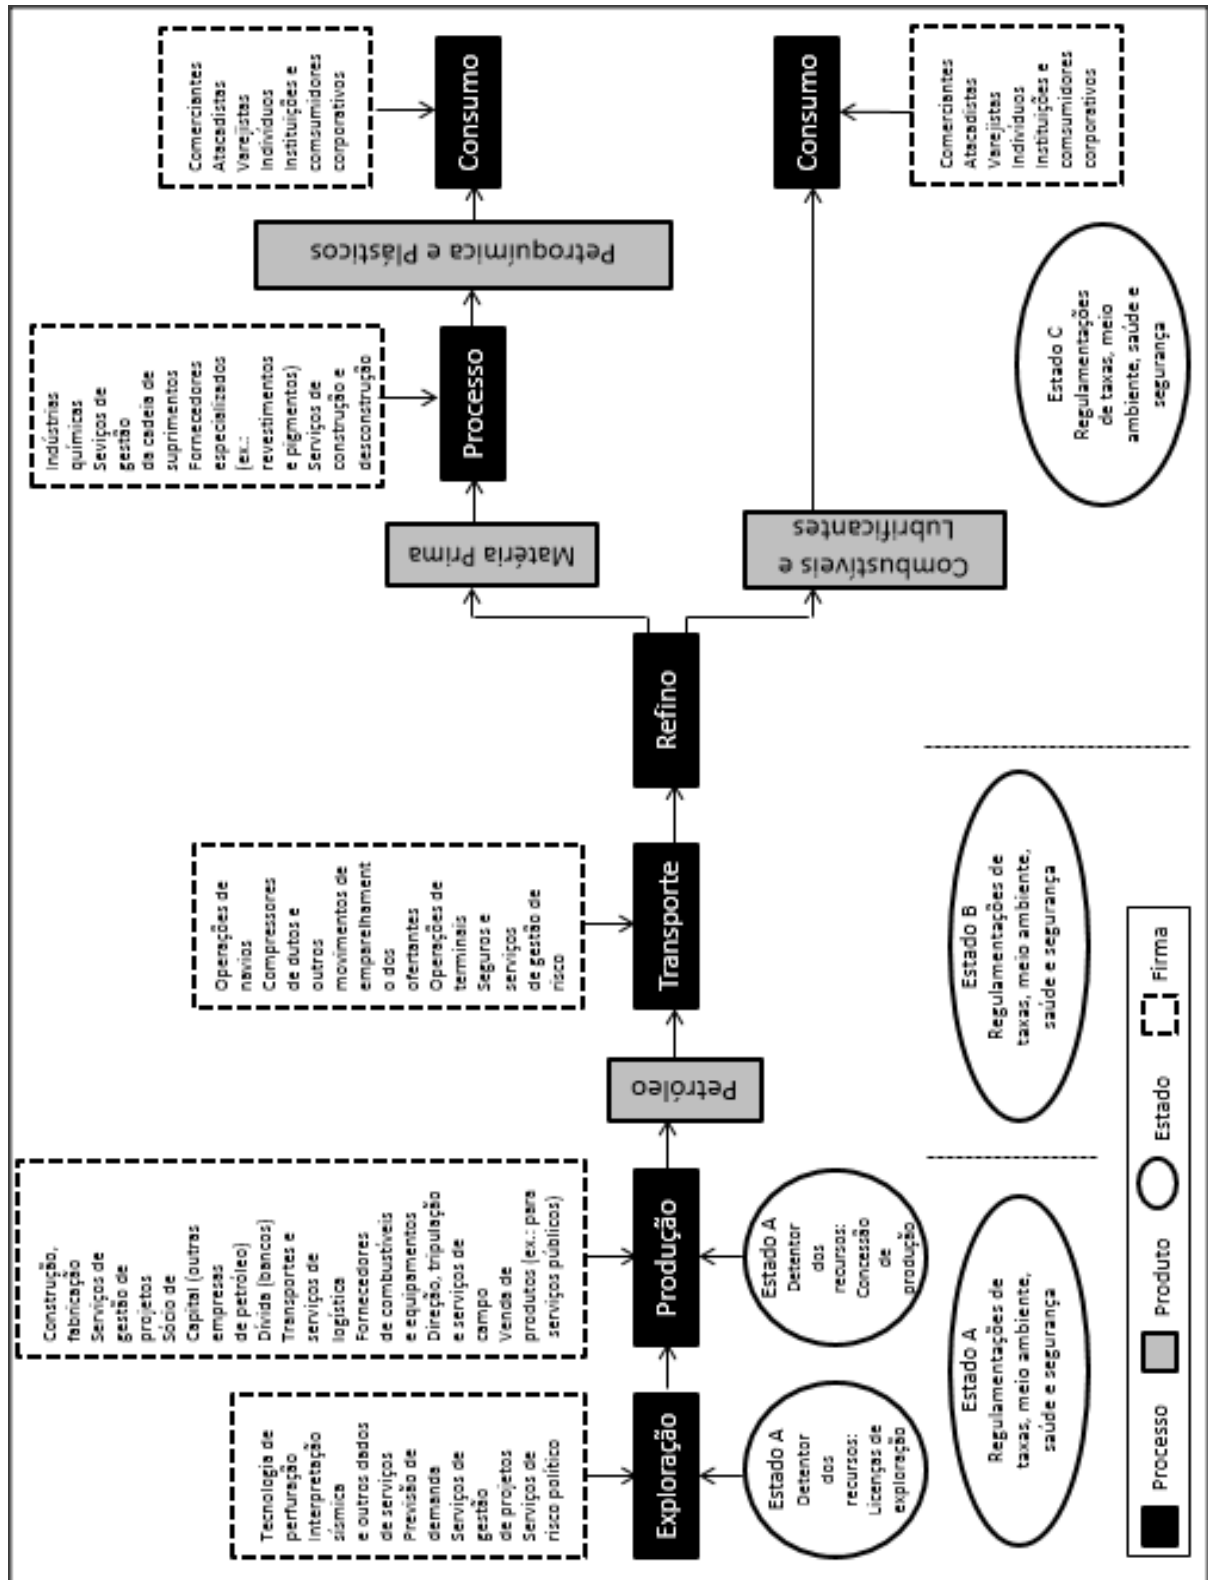 Tecnologia de
perfuração
Interpretação
sísmica
e outros dados
de serviços
Previsão de
demanda
Serviços de
gestão
de projetos
Serviços de
risco político
Exploração
Estado A
Detentor
dos
recursos:
Licenças de
exploração
Construção,
fabricação
Serviços de
gestão de
projetos
Sócio de
Capital (outras
empresas
de petróleo)
Dívida (bancos)
Transportes e
serviços de
logística
Fornecedores
de combustíveis
e equipamentos
Direção, tripulação
e serviços de
campo
Venda de
produtos (ex.: para
serviços públicos)
Produção
Estado A
Detentor
dos
recursos:
Concessão
de
produção
Petróleo
Operações de
navios
Compressores
de dutos e
outros
movimentos de
emparelhament
o dos
ofertantes
Operações de
terminais
Seguros e
serviços
de gestão de
risco
Transporte
Refino
Matéria Prima
Indústrias
químicas
Seviços de
gestão
da cadeia de
suprimentos
Fornecedores
especializados
(ex.:
revestimentos
e pigmentos)
Serviços de
construção e
desconstrução
Processo
Petroquímica e Plásticos
Comerciantes
Atacadistas
Varejistas
Indivíduos
Instituições e
comsumidores
corporativos
Consumo
Combustíveis e
Lubrificantes
Consumo
Comerciantes
Atacadistas
Varejistas
Indivíduos
Instituições e
comsumidores
corporativos
Estado A
Regulamentações de
taxas, meio ambiente,
saúde e segurança
Estado B
Regulamentações de
taxas, meio ambiente,
saúde e segurança
Estado C
Regulamentações
de taxas, meio
ambiente, saúde e
segurança
Processo
Produto
Estado
Firma